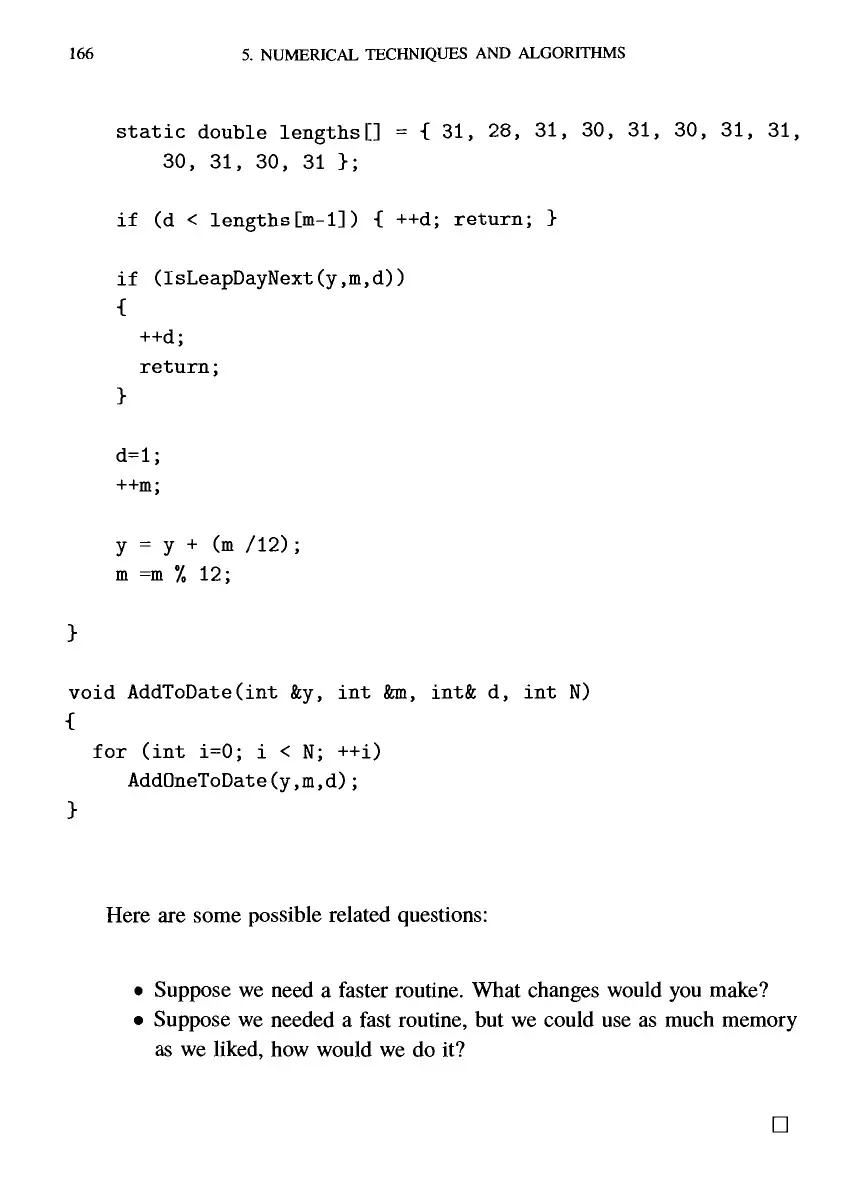 166 5. NUMERICAL TECHNIQUES AND ALGORITHMS
static double lengths[] = { 31, 28, 31, 30, 31, 30, 31, 31,
30, 31, 30, 31 };
if (d < lengths[m-1]) { ++d; return; }
if (IsLeapDayNext(y,m,d))
{
++d;
return;
}
d=1;
++m;
y = y + (m /12);
m =m % 12;
}
void AddToDate(int &y, int &m, int& d, int N)
{
for (int i=0; i < N; ++i)
AddOneToDate(y,m,d);
}
Here are some possible related questions:
• Suppose we need a faster routine. What changes would you make?
• Suppose we needed a fast routine, but we could use as much memory
as we liked, how would we do it?
□